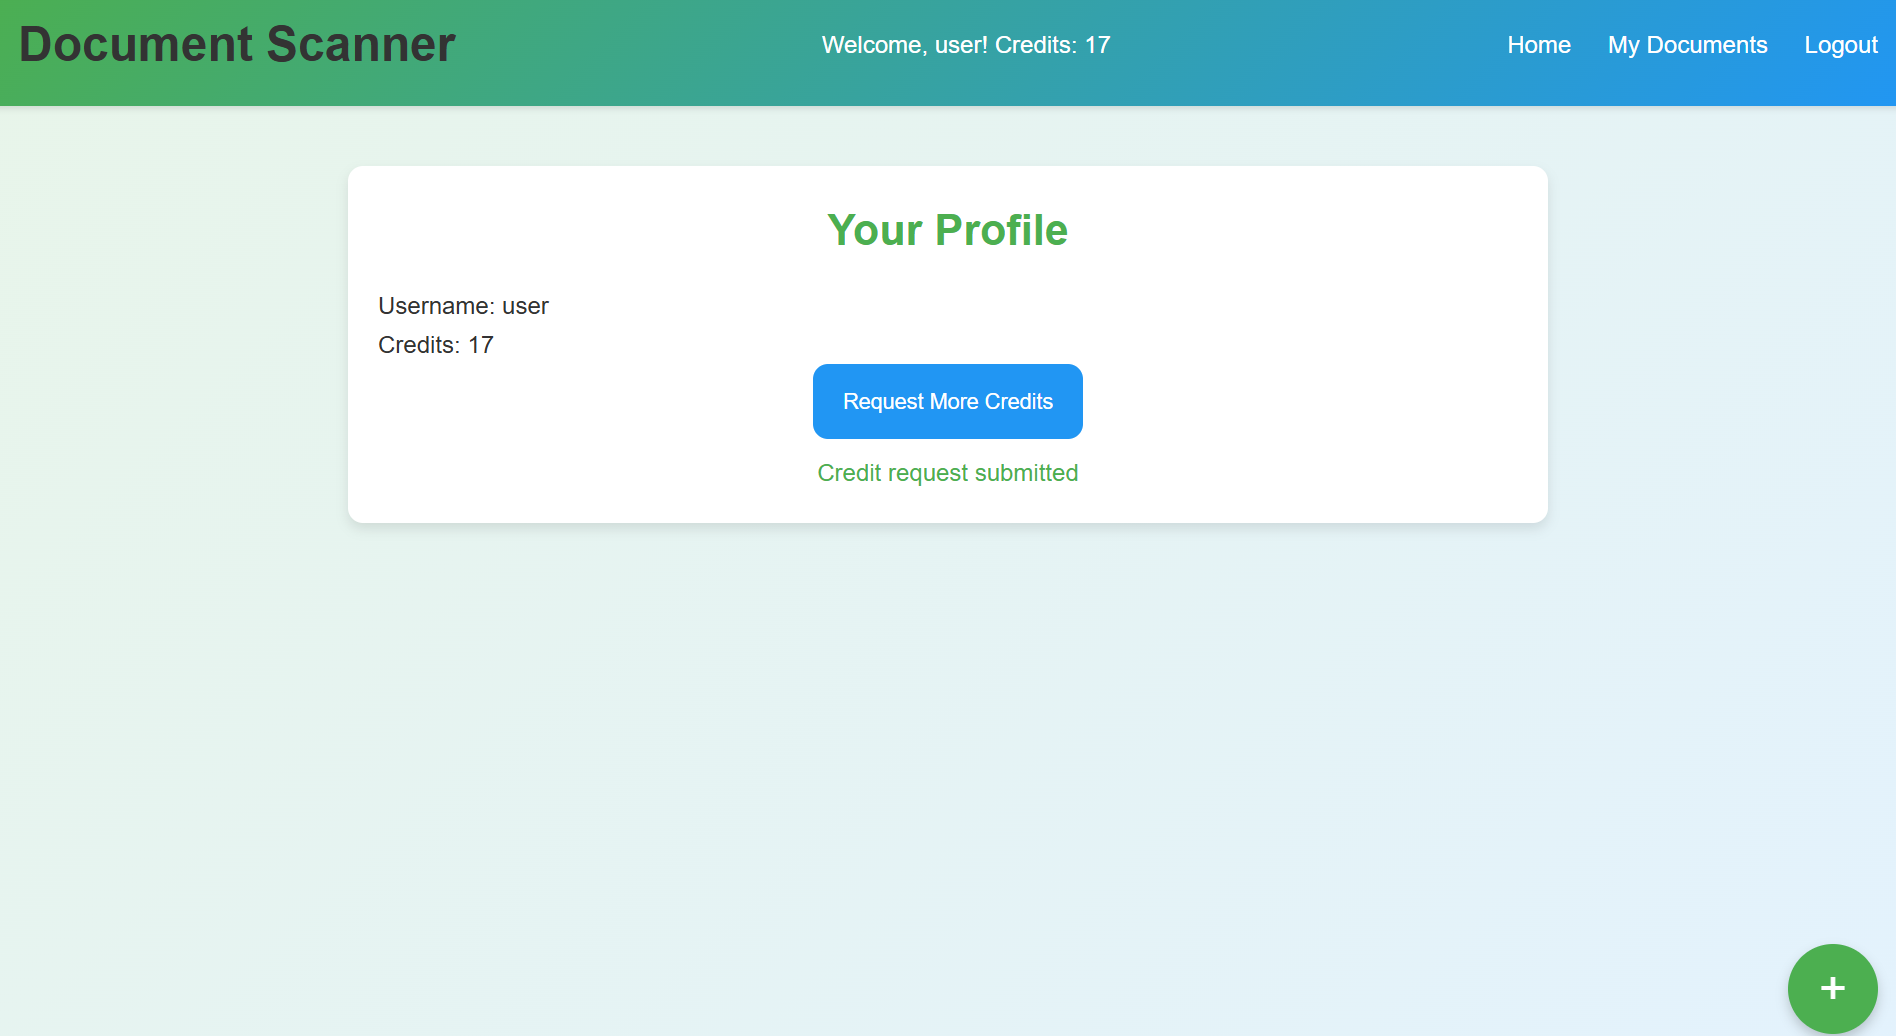 Document Scanner
Welcome, user! Credits: 17
Home
My Documents
Logout
Your Profile
Username: user
Credits: 17
Request More Credits
Credit request submitted
+